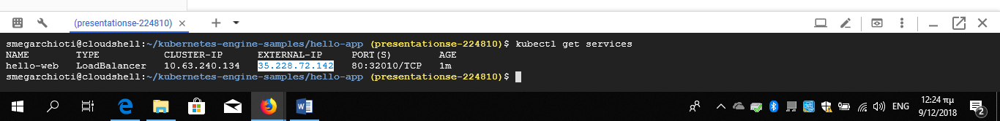 (presentationse-224810)
smegarchioti@cloudshell:~/kubernetes-engine-samples/hello-app (presentationse-224810)$ kubectl get services
NAME TYPE CLUSTER-IP EXTERNAL-IP PORT(S) AGE
hello-web LoadBalancer 10.63.240.134 35.228.72.142 80:32010/TCP 1m
smegarchioti@cloudshell:~/kubernetes-engine-samples/hello-app (presentationse-224810)$
ENG
12:24 πμ
9/12/2018
2